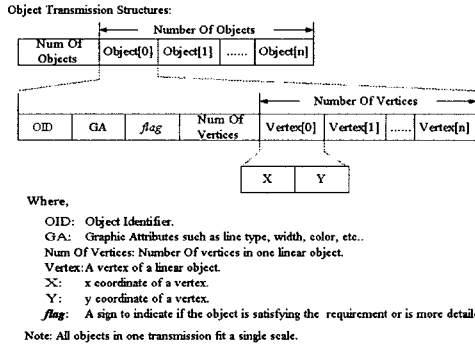 Object Transmission Structures:
Number Of Objects
Num Of Objects Object[0] Object[1] ...... Object[n]
Number Of Vertices
OID GA flag Num Of Vertices Vertex[0] Vertex[1] ...... Vertex[n]
X Y
Where,
OID: Object Identifier.
GA: Graphic Attributes such as line type, width, color, etc..
Num Of Vertices: Number Of vertices in one linear object.
Vertex: A vertex of a linear object.
X: x coordinate of a vertex.
Y: y coordinate of a vertex.
flag: A sign to indicate if the object is satisfying the requirement or is more detaile
Note: All objects in one transmission fit a single scale.